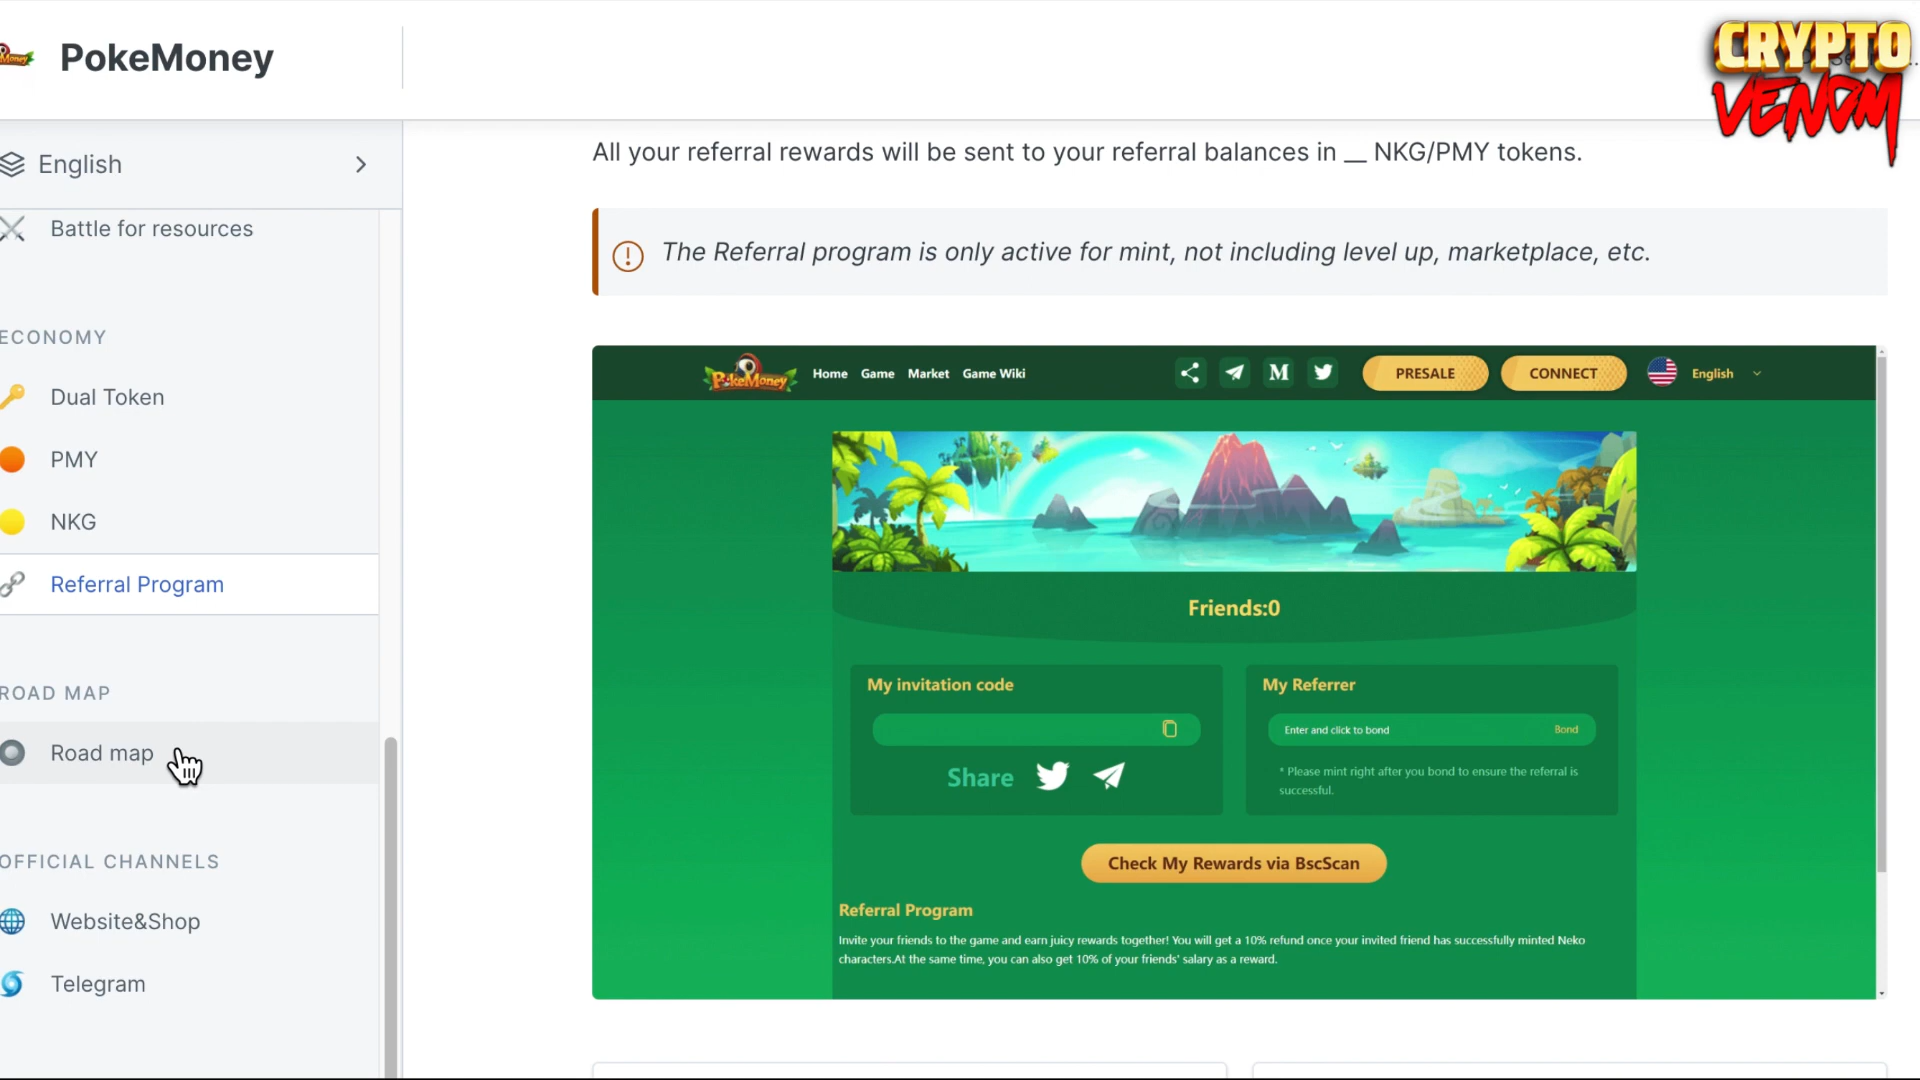 PokeMoney
CRYPTO
VENOM
English
Battle for resources
ECONOMY
Dual Token
PMY
NKG
Referral Program
ROAD MAP
Road map
OFFICIAL CHANNELS
Website&Shop
Telegram
All your referral rewards will be sent to your referral balances in __ NKG/PMY tokens.
The Referral program is only active for mint, not including level up, marketplace, etc.
PokeMoney Home Game Market Game Wiki M PRESALE CONNECT English
Friends:0
My invitation code
Share
My Referrer
Enter and click to bond Bond
* Please mint right after you bond to ensure the referral is
successful.
Check My Rewards via BscScan
Referral Program
Invite your friends to the game and earn juicy rewards together! You will get a 10% refund once your invited friend has successfully minted Neko
characters.At the same time, you can also get 10% of your friends' salary as a reward.